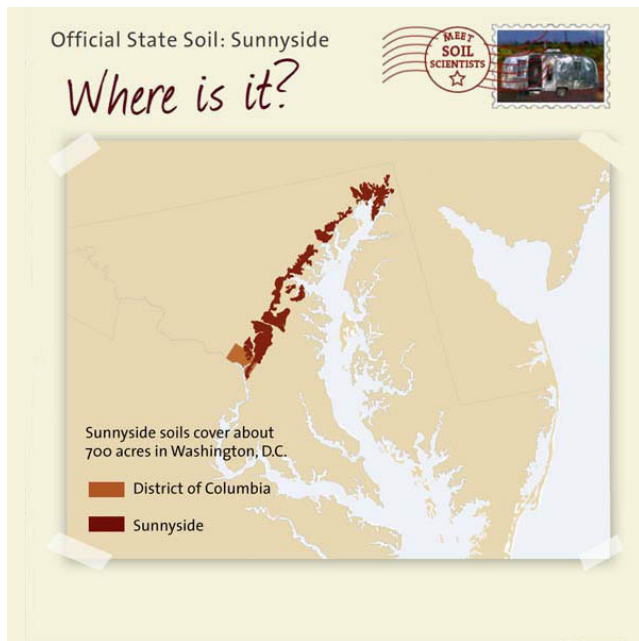 Official State Soil: Sunnyside
Where is it?
MEET
SOIL
SCIENTISTS
Sunnyside soils cover about
700 acres in Washington, D.C.
District of Columbia
Sunnyside